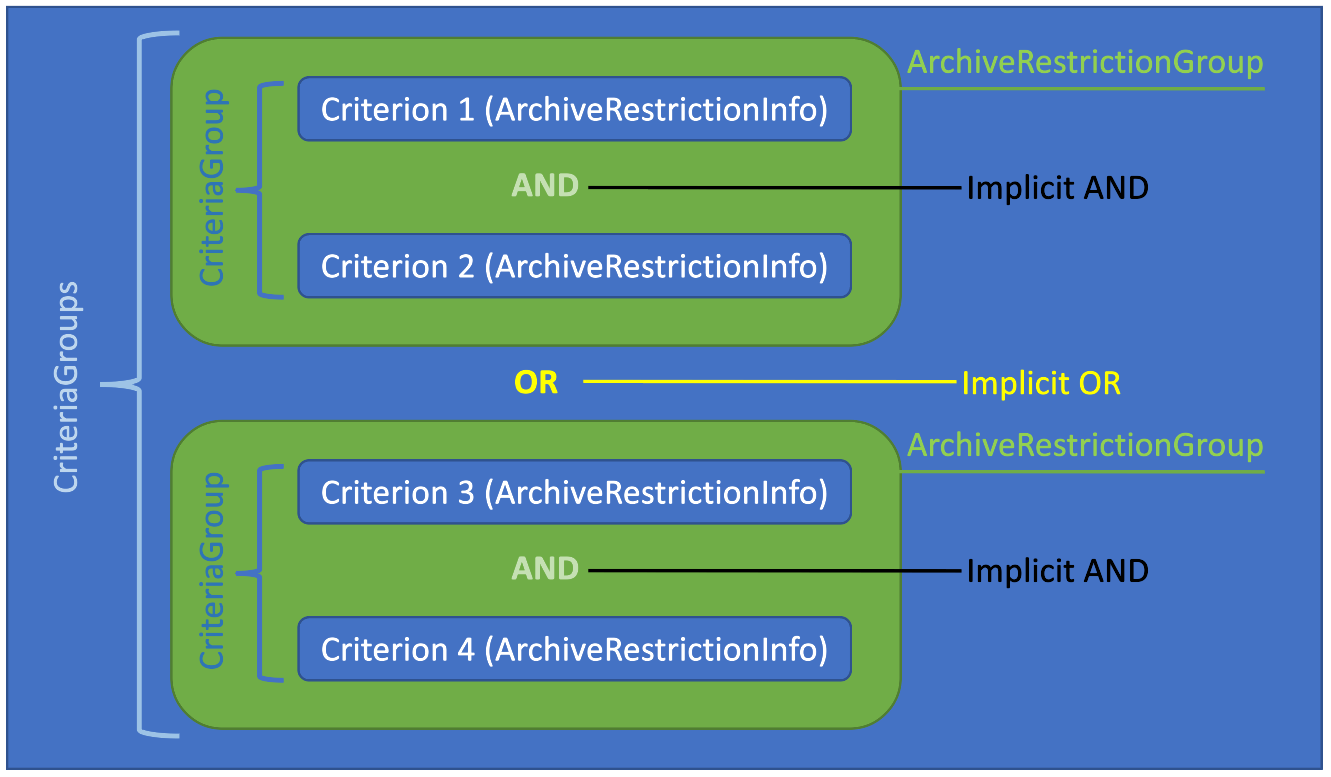 CriteriaGroups
CriteriaGroup
Criterion 1 (ArchiveRestrictionInfo)
AND
Criterion 2 (ArchiveRestrictionInfo)
ArchiveRestrictionGroup
Implicit AND
OR
Implicit OR
CriteriaGroup
Criterion 3 (ArchiveRestrictionInfo)
AND
Criterion 4 (ArchiveRestrictionInfo)
ArchiveRestrictionGroup
Implicit AND